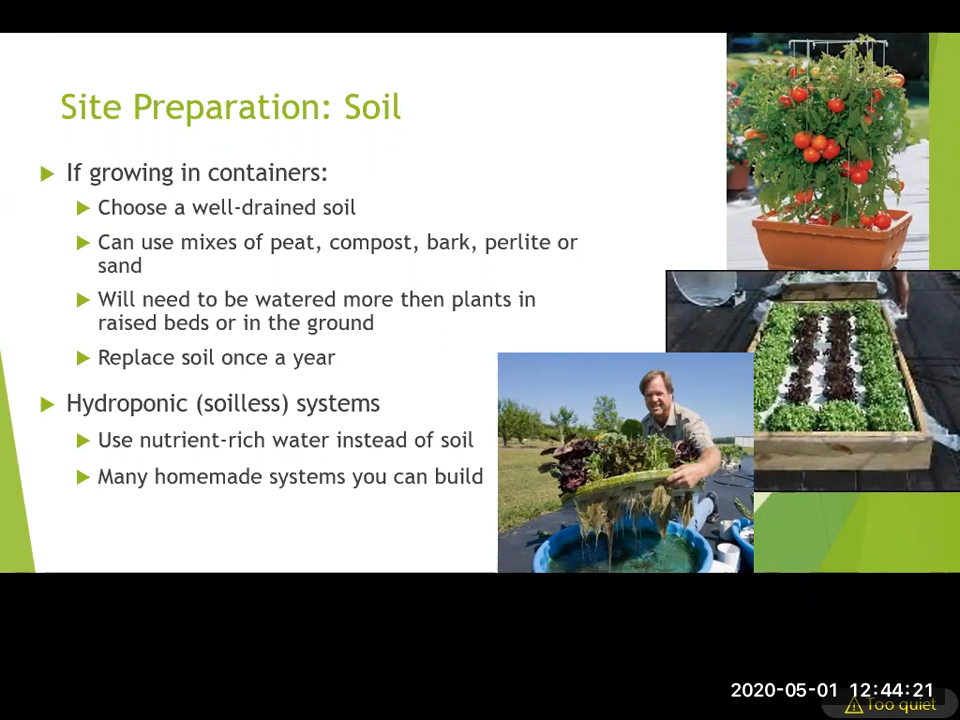 Site Preparation: Soil
If growing in containers:
Choose a well-drained soil
Can use mixes of peat, compost, bark, perlite or
sand
Will need to be watered more then plants in
raised beds or in the ground
Replace soil once a year
Hydroponic (soilless) systems
Use nutrient-rich water instead of soil
Many homemade systems you can build
2020-05-01 12:44:21
Too quiet